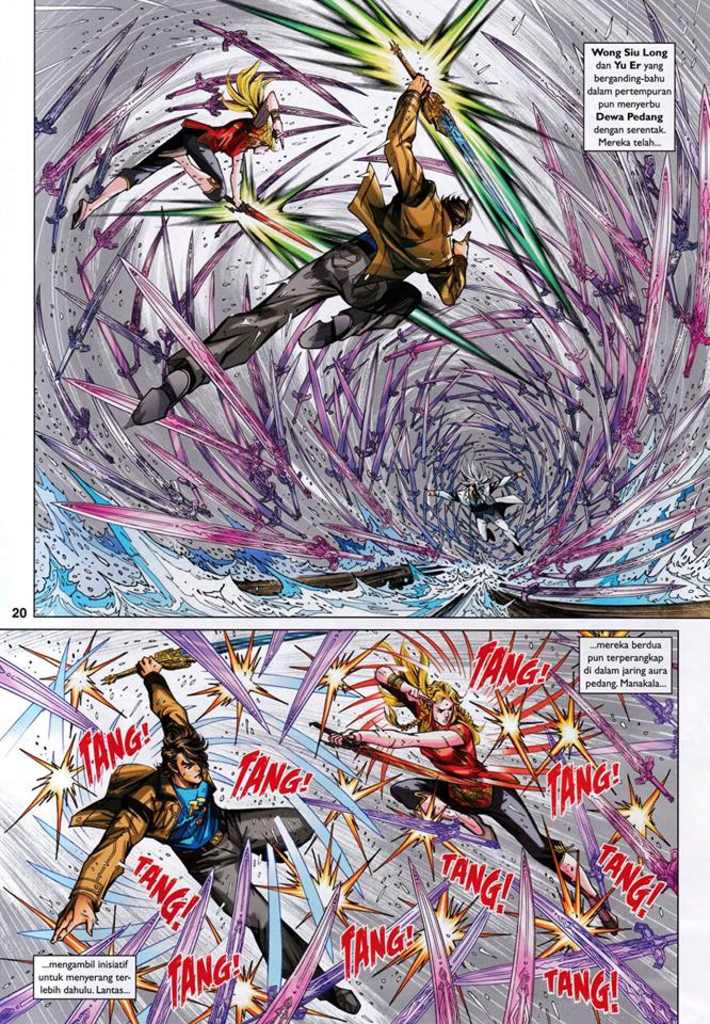 Wong Siu Long
dan Yu Er yang
berganding-bahu
dalam pertempuran
pun menyerbu
Dewa Pedang
dengan serentak.
Mereka telah...
20
...mereka berdua
pun terperangkap
di dalam jaring aura
pedang. Manakala...
TANG!
TANG!
TANG!
TANG!
TANG!
TANG!
TANG!
TANG!
TANG!
TANG!
...mengambil inisiatif
untuk menyerang ter-
lebih dahulu. Lantas...